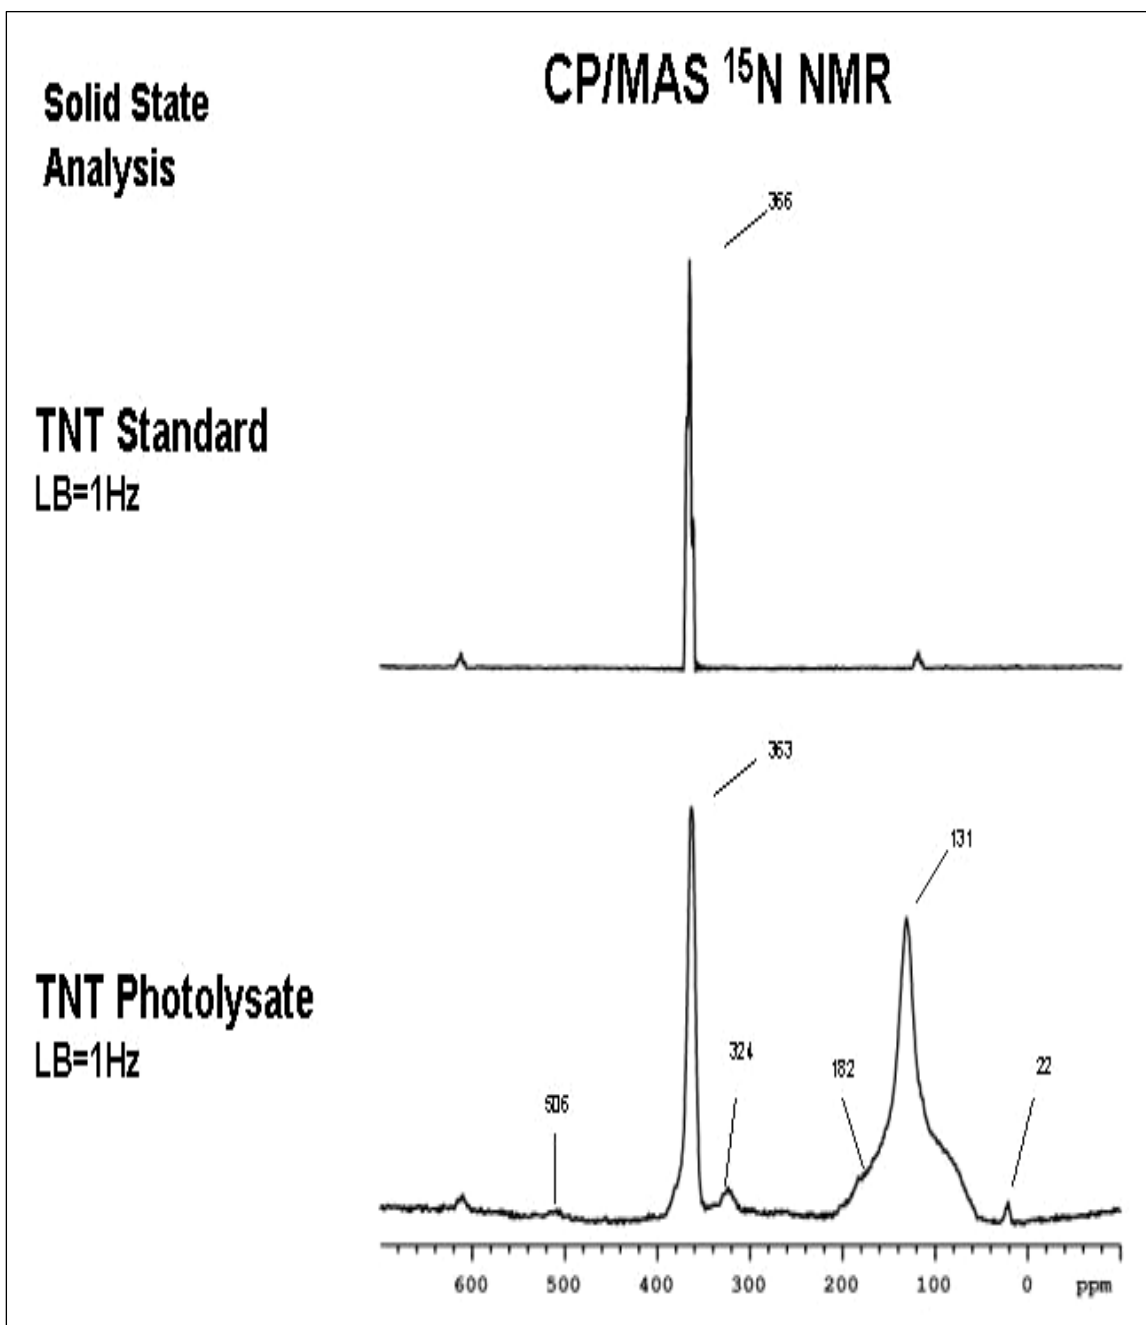 Solid State
Analysis
CP/MAS ¹⁵N NMR
366
TNT Standard
LB=1Hz
363
131
TNT Photolysate
LB=1Hz
506
324
182
22
600 500 400 300 200 100 0 ppm